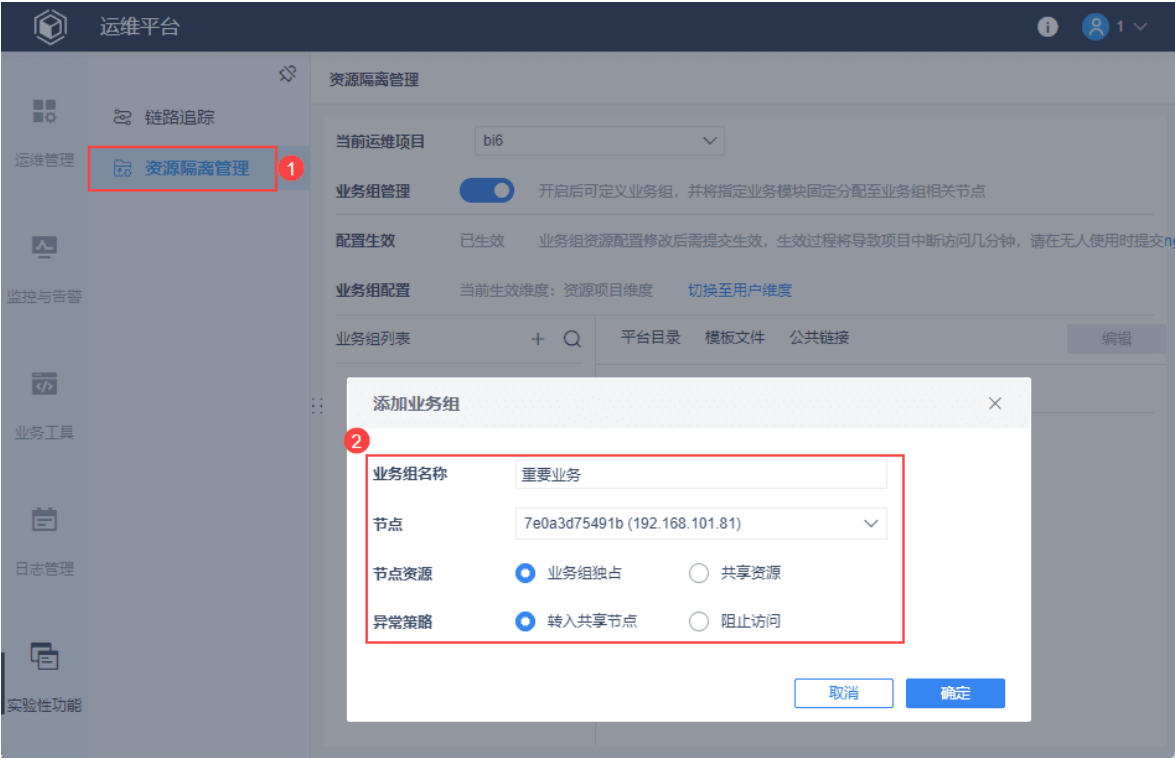 运维平台
1
资源隔离管理
运维管理
监控与告警
业务工具
日志管理
实验性功能
链路追踪
资源隔离管理
1
当前运维项目 bi6
业务组管理 开启后可定义业务组，并将指定业务模块固定分配至业务组相关节点
配置生效 已生效 业务组资源配置修改后需提交生效，生效过程将导致项目中断访问几分钟，请在无人使用时提交
业务组配置 当前生效维度：资源项目维度 切换至用户维度
业务组列表 平台目录 模板文件 公共链接 编辑
添加业务组
2
业务组名称 重要业务
节点 7e0a3d75491b (192.168.101.81)
节点资源 业务组独占 共享资源
异常策略 转入共享节点 阻止访问
取消 确定